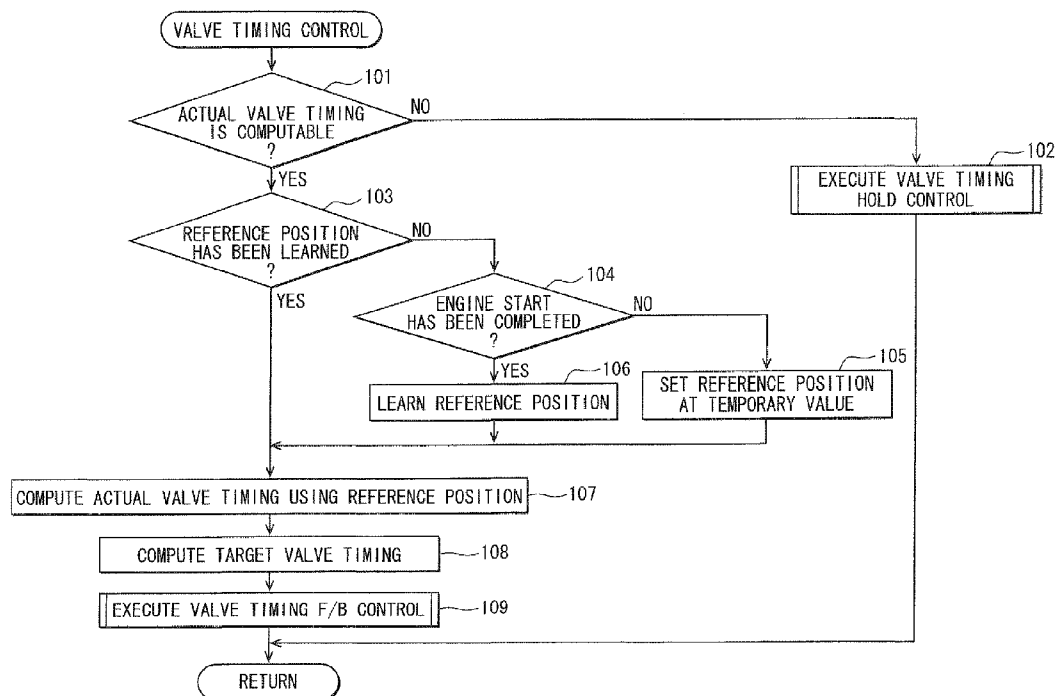 VALVE TIMING CONTROL
101
ACTUAL VALVE TIMING
IS COMPUTABLE
?
NO
YES
102
EXECUTE VALVE TIMING
HOLD CONTROL
103
REFERENCE POSITION
HAS BEEN LEARNED
?
NO
YES
104
ENGINE START
HAS BEEN COMPLETED
?
NO
YES
105
SET REFERENCE POSITION
AT TEMPORARY VALUE
106
LEARN REFERENCE POSITION
COMPUTE ACTUAL VALVE TIMING USING REFERENCE POSITION
107
COMPUTE TARGET VALVE TIMING
108
EXECUTE VALVE TIMING F/B CONTROL
109
RETURN